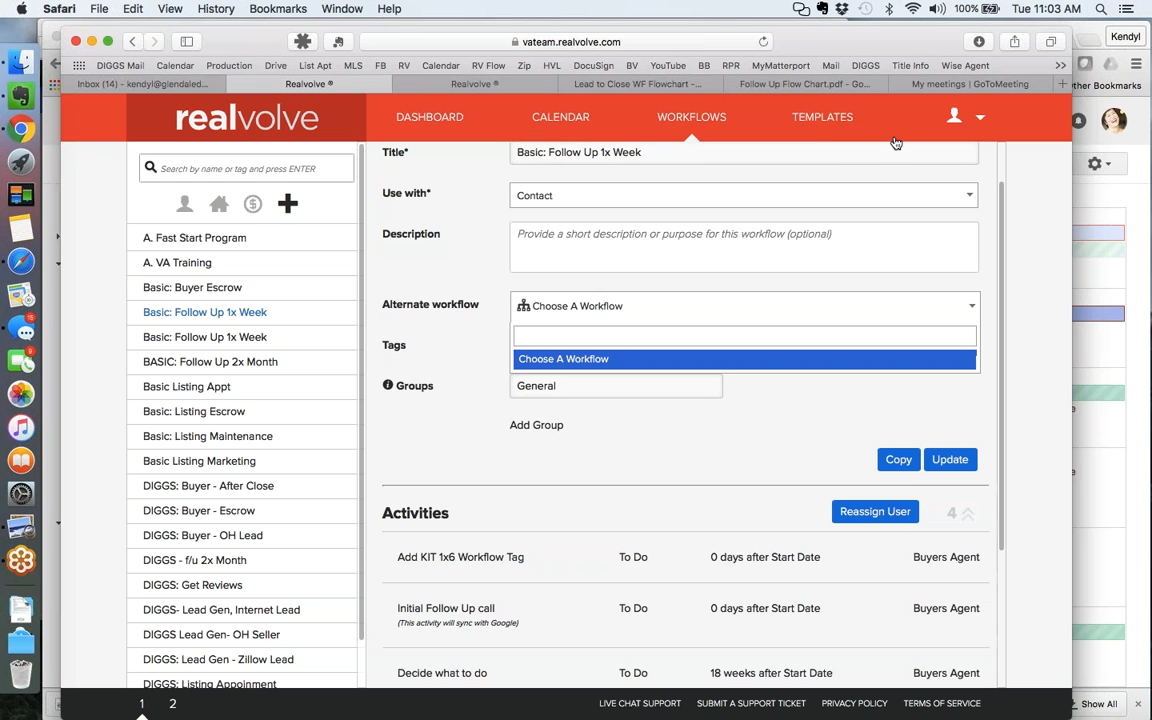 Safari File Edit View History Bookmarks Window Help 100% Tue 11:03 AM
vateam.realvolve.com
Kendyl
DIGGS Mail Calendar Production Drive List Apt MLS FB RV Calendar RV Flow Zip HVL DocuSign BV YouTube BB RPR MyMatterport Mail DIGGS Title Info Wise Agent >>
Inbox (14) - kendyl@glendaled... Realvolve ® Realvolve ® Lead to Close WF Flowchart -... Follow Up Flow Chart.pdf - Go... My meetings | GoToMeeting +
ther Bookmarks
realvolve DASHBOARD CALENDAR WORKFLOWS TEMPLATES
Search by name or tag and press ENTER
A. Fast Start Program
A. VA Training
Basic: Buyer Escrow
Basic: Follow Up 1x Week
Basic: Follow Up 1x Week
BASIC: Follow Up 2x Month
Basic Listing Appt
Basic: Listing Escrow
Basic: Listing Maintenance
Basic Listing Marketing
DIGGS: Buyer - After Close
DIGGS: Buyer - Escrow
DIGGS: Buyer - OH Lead
DIGGS - f/u 2x Month
DIGGS: Get Reviews
DIGGS- Lead Gen, Internet Lead
DIGGS Lead Gen- OH Seller
DIGGS: Lead Gen - Zillow Lead
DIGGS: Listing Appoinment
Title* Basic: Follow Up 1x Week
Use with* Contact
Description Provide a short description or purpose for this workflow (optional)
Alternate workflow Choose A Workflow
Choose A Workflow
Tags
Groups General
Add Group
Copy Update
Activities Reassign User 4
Add KIT 1x6 Workflow Tag To Do 0 days after Start Date Buyers Agent
Initial Follow Up call To Do 0 days after Start Date Buyers Agent
(This activity will sync with Google)
Decide what to do To Do 18 weeks after Start Date Buyers Agent
1 2 LIVE CHAT SUPPORT SUBMIT A SUPPORT TICKET PRIVACY POLICY TERMS OF SERVICE
Show All